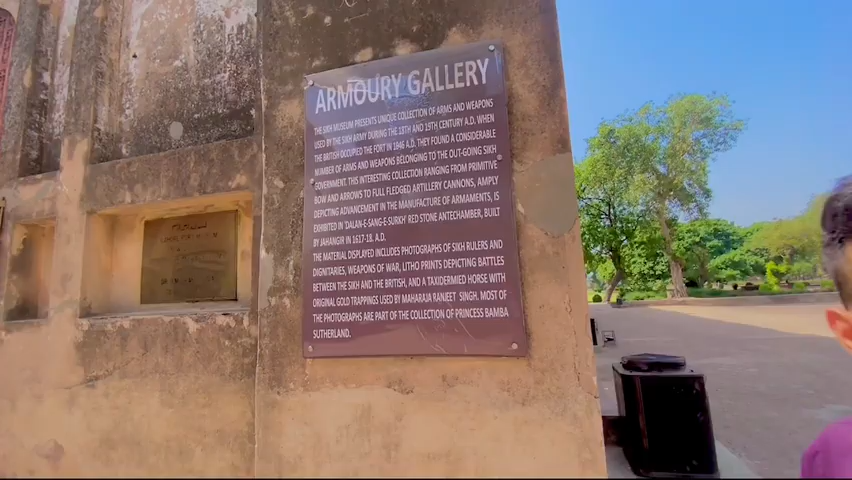 ARMOURY GALLERY
THE SIKH MUSEUM PRESENTS UNIQUE COLLECTION OF ARMS AND WEAPONS
USED BY THE SIKH ARMY DURING THE 18TH AND 19TH CENTURY A.D. WHEN
THE BRITISH OCCUPIED THE FORT IN 1846 A.D. THEY FOUND A CONSIDERABLE
NUMBER OF ARMS AND WEAPONS BELONGING TO THE OUT-GOING SIKH
GOVERNMENT. THIS INTERESTING COLLECTION RANGING FROM PRIMITIVE
BOW AND ARROWS TO FULL FLEDGED ARTILLERY CANNONS, AMPLY
DEPICTING ADVANCEMENT IN THE MANUFACTURE OF ARMAMENTS, IS
EXHIBITED IN 'DALAN-E-SANG-E-SURKH' RED STONE ANTECHAMBER, BUILT
BY JAHANGIR IN 1617-18. A.D.
THE MATERIAL DISPLAYED INCLUDES PHOTOGRAPHS OF SIKH RULERS AND
DIGNITARIES, WEAPONS OF WAR, LITHO PRINTS DEPICTING BATTLES
BETWEEN THE SIKH AND THE BRITISH, AND A TAXIDERMIED HORSE WITH
ORIGINAL GOLD TRAPPINGS USED BY MAHARAJA RANJEET SINGH. MOST OF
THE PHOTOGRAPHS ARE PART OF THE COLLECTION OF PRINCESS BAMBA
SUTHERLAND.